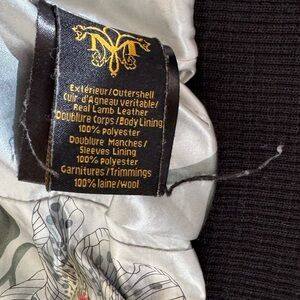 Extérieur/Outershell
Cuir d'Agneau veritable/
Real Lamb Leather
Doublure Corps/Body Lining
100% polyester
Doublure Manches/
Sleeves Lining
100% polyester
Garnitures/Trimmings
100% laine/wool